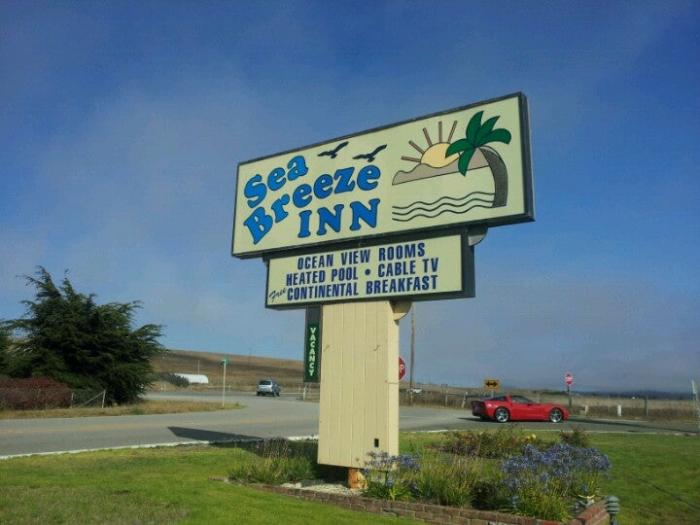 Sea
Breeze
INN
OCEAN VIEW ROOMS
HEATED POOL • CABLE TV
Free CONTINENTAL BREAKFAST
VACANCY